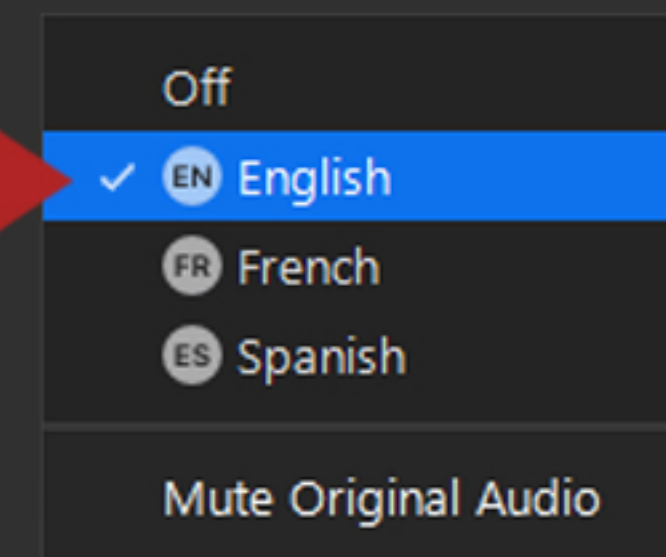 Off
EN English
FR French
ES Spanish
Mute Original Audio